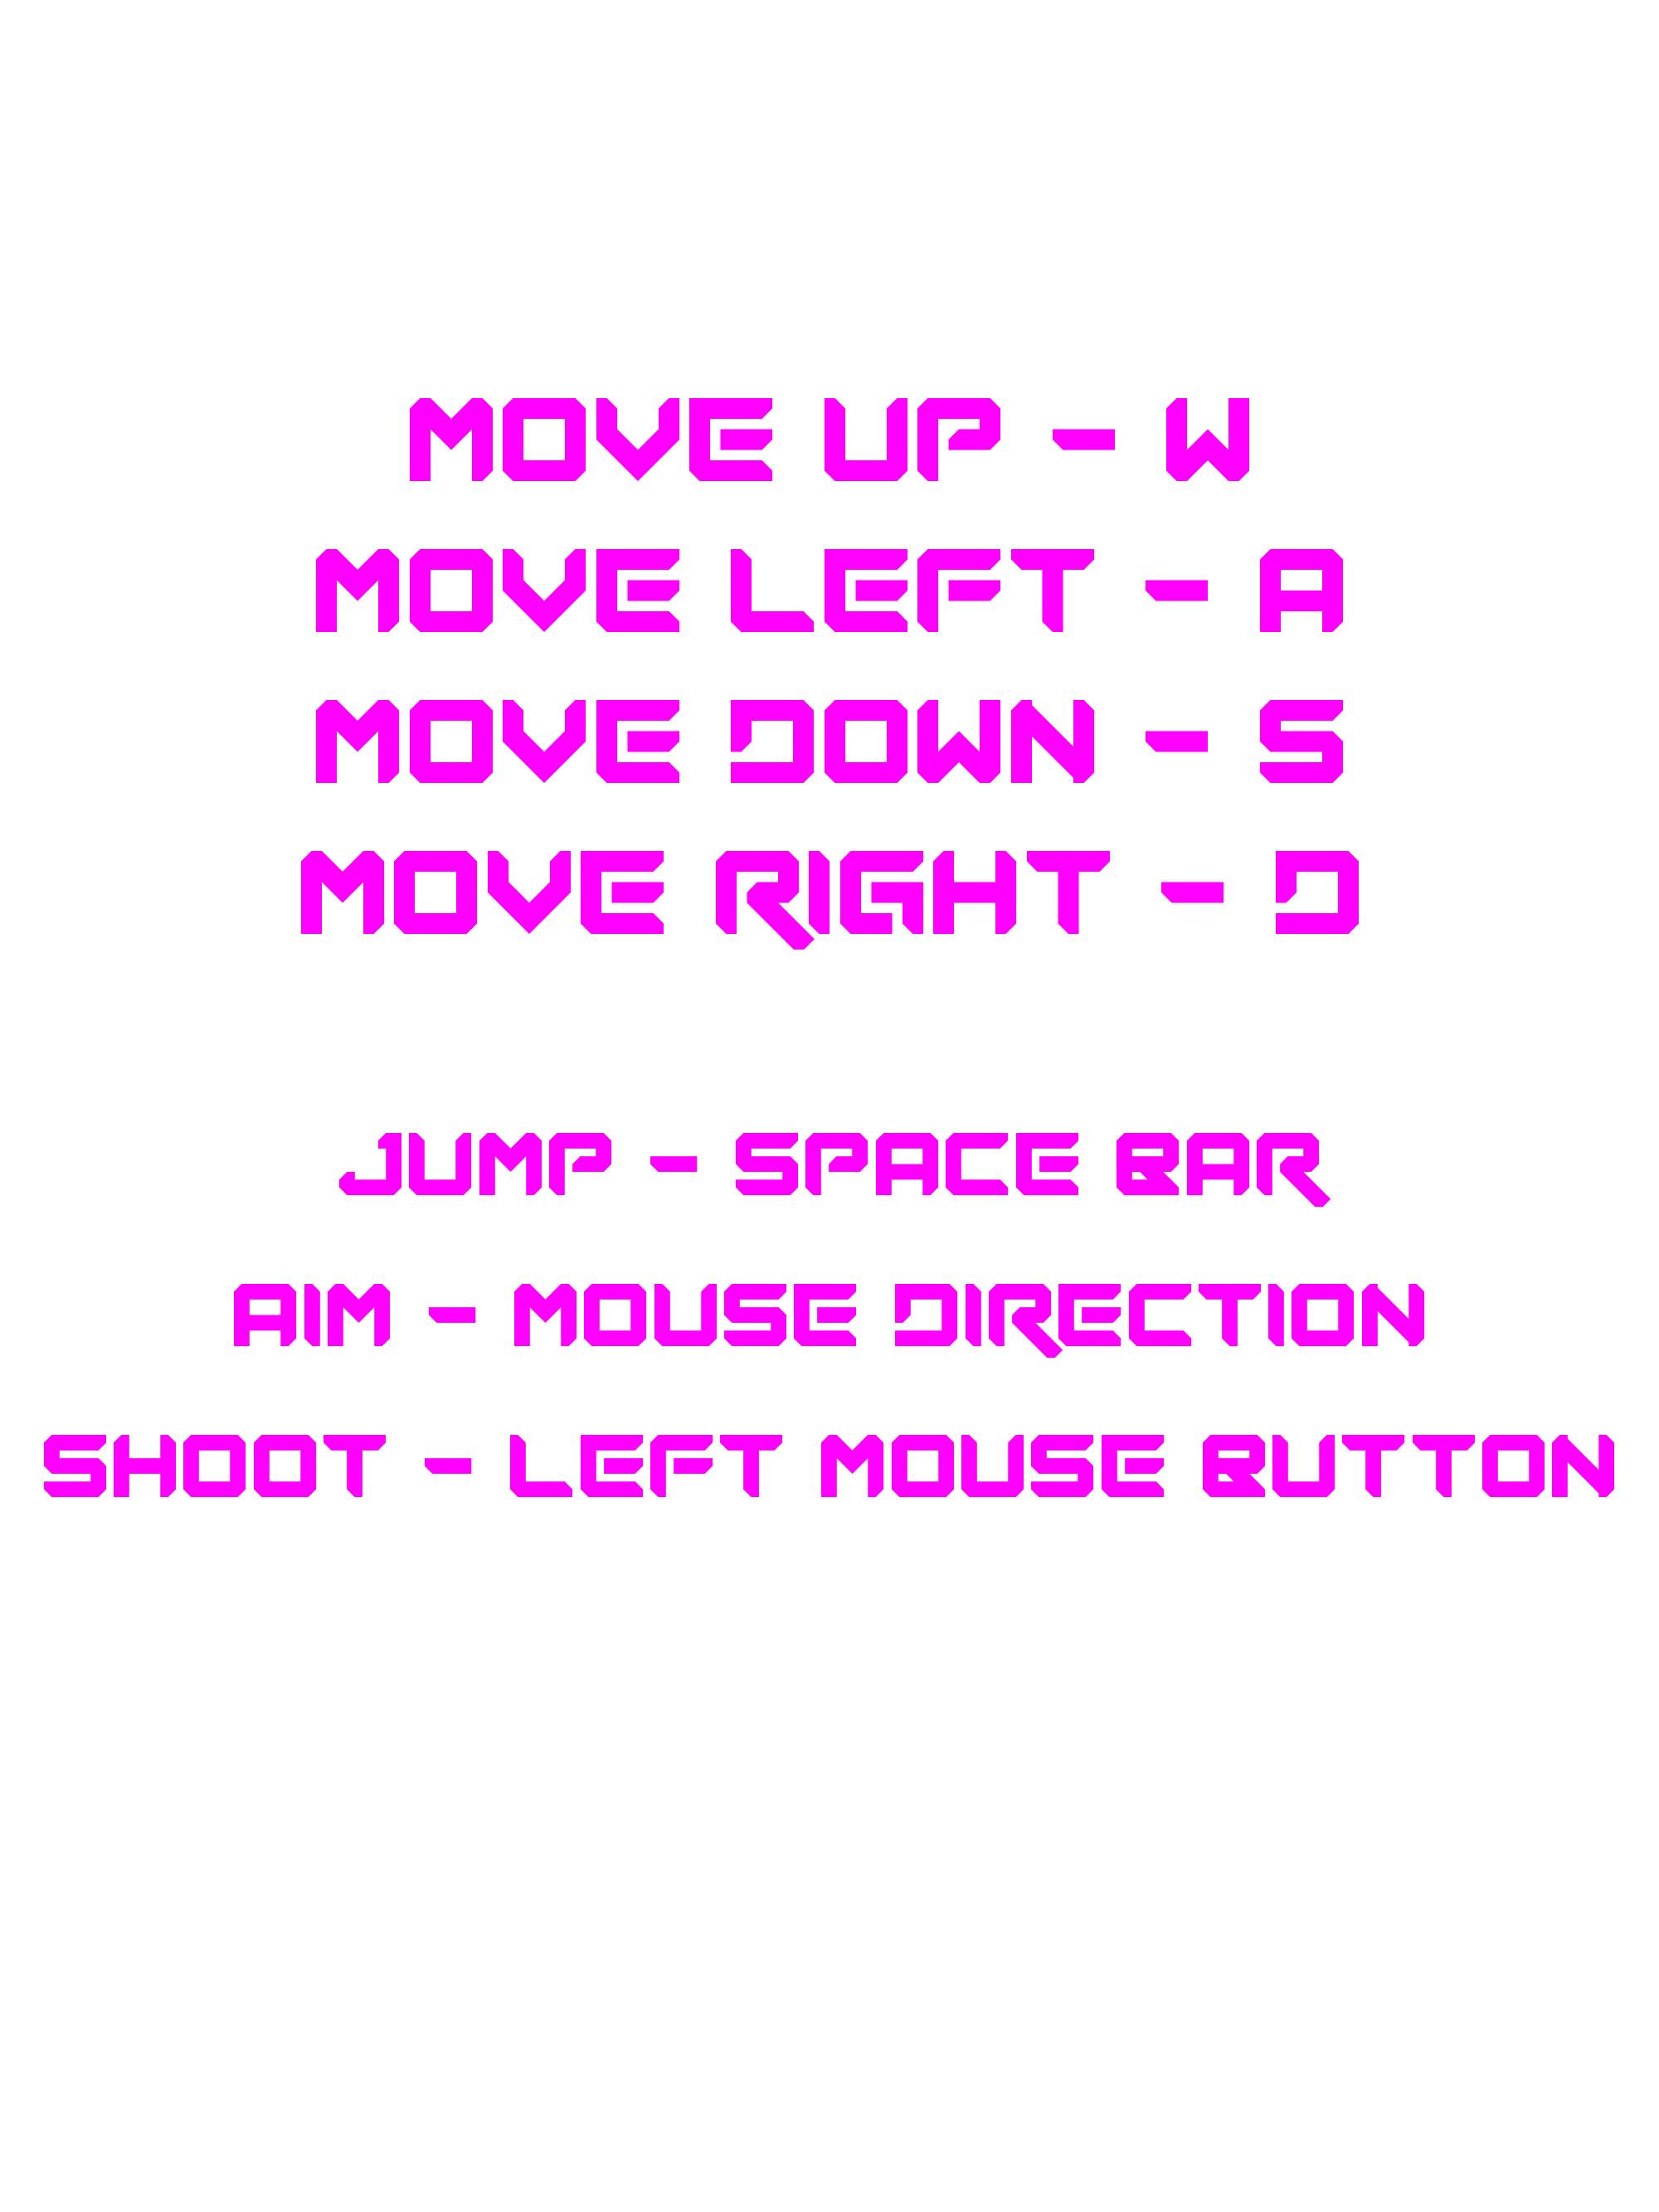 MOVE UP - W
MOVE LEFT - A
MOVE DOWN - S
MOVE RIGHT - D
JUMP - SPACE BAR
AIM - MOUSE DIRECTION
SHOOT - LEFT MOUSE BUTTON